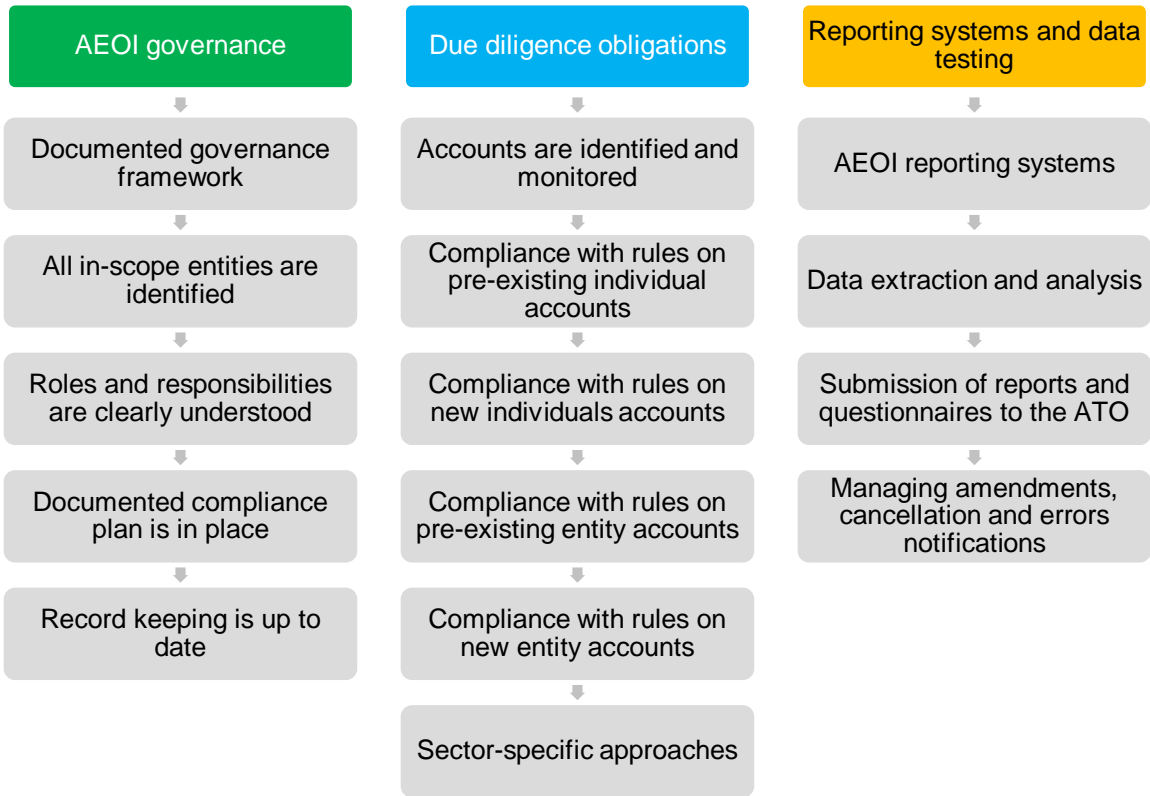 AEOI governance
Documented governance
framework
All in-scope entities are
identified
Roles and responsibilities
are clearly understood
Documented compliance
plan is in place
Record keeping is up to
date
Due diligence obligations
Accounts are identified and
monitored
Compliance with rules on
pre-existing individual
accounts
Compliance with rules on
new individuals accounts
Compliance with rules on
pre-existing entity accounts
Compliance with rules on
new entity accounts
Sector-specific approaches
Reporting systems and data
testing
AEOI reporting systems
Data extraction and analysis
Submission of reports and
questionnaires to the ATO
Managing amendments,
cancellation and errors
notifications